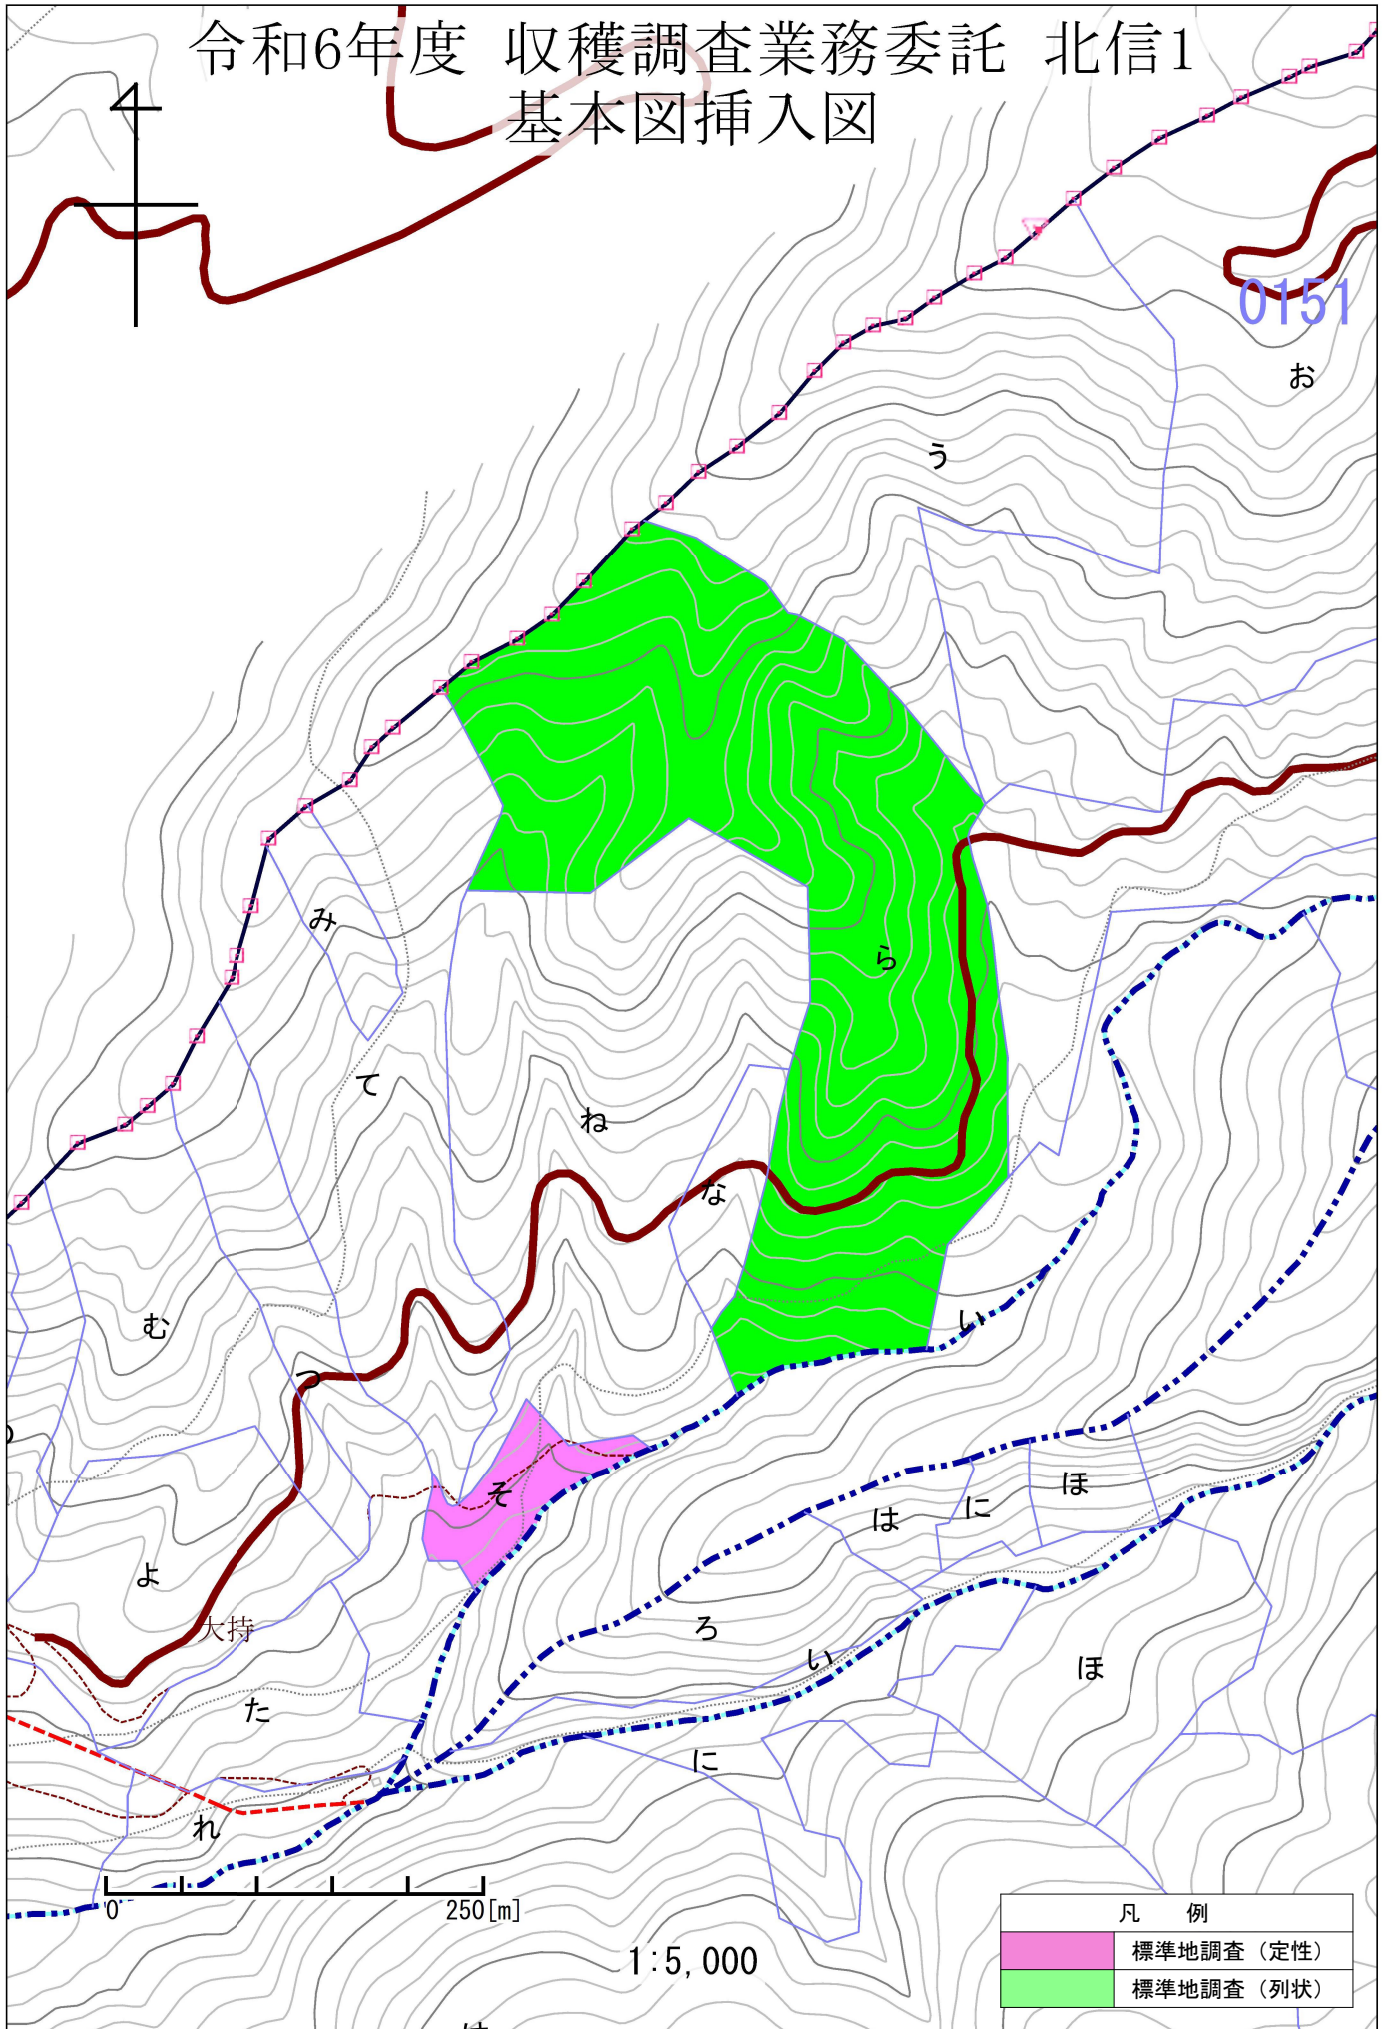 令和6年度 収穫調査業務委託 北信1
基本図挿入図
0151
お
う
み
ら
て
ね
な
む
い
つ
そ
ほ
に
は
よ
大持
ろ
い
ほ
た
に
れ
0 250[m]
1:5,000
凡 例
標準地調査（定性）
標準地調査（列状）